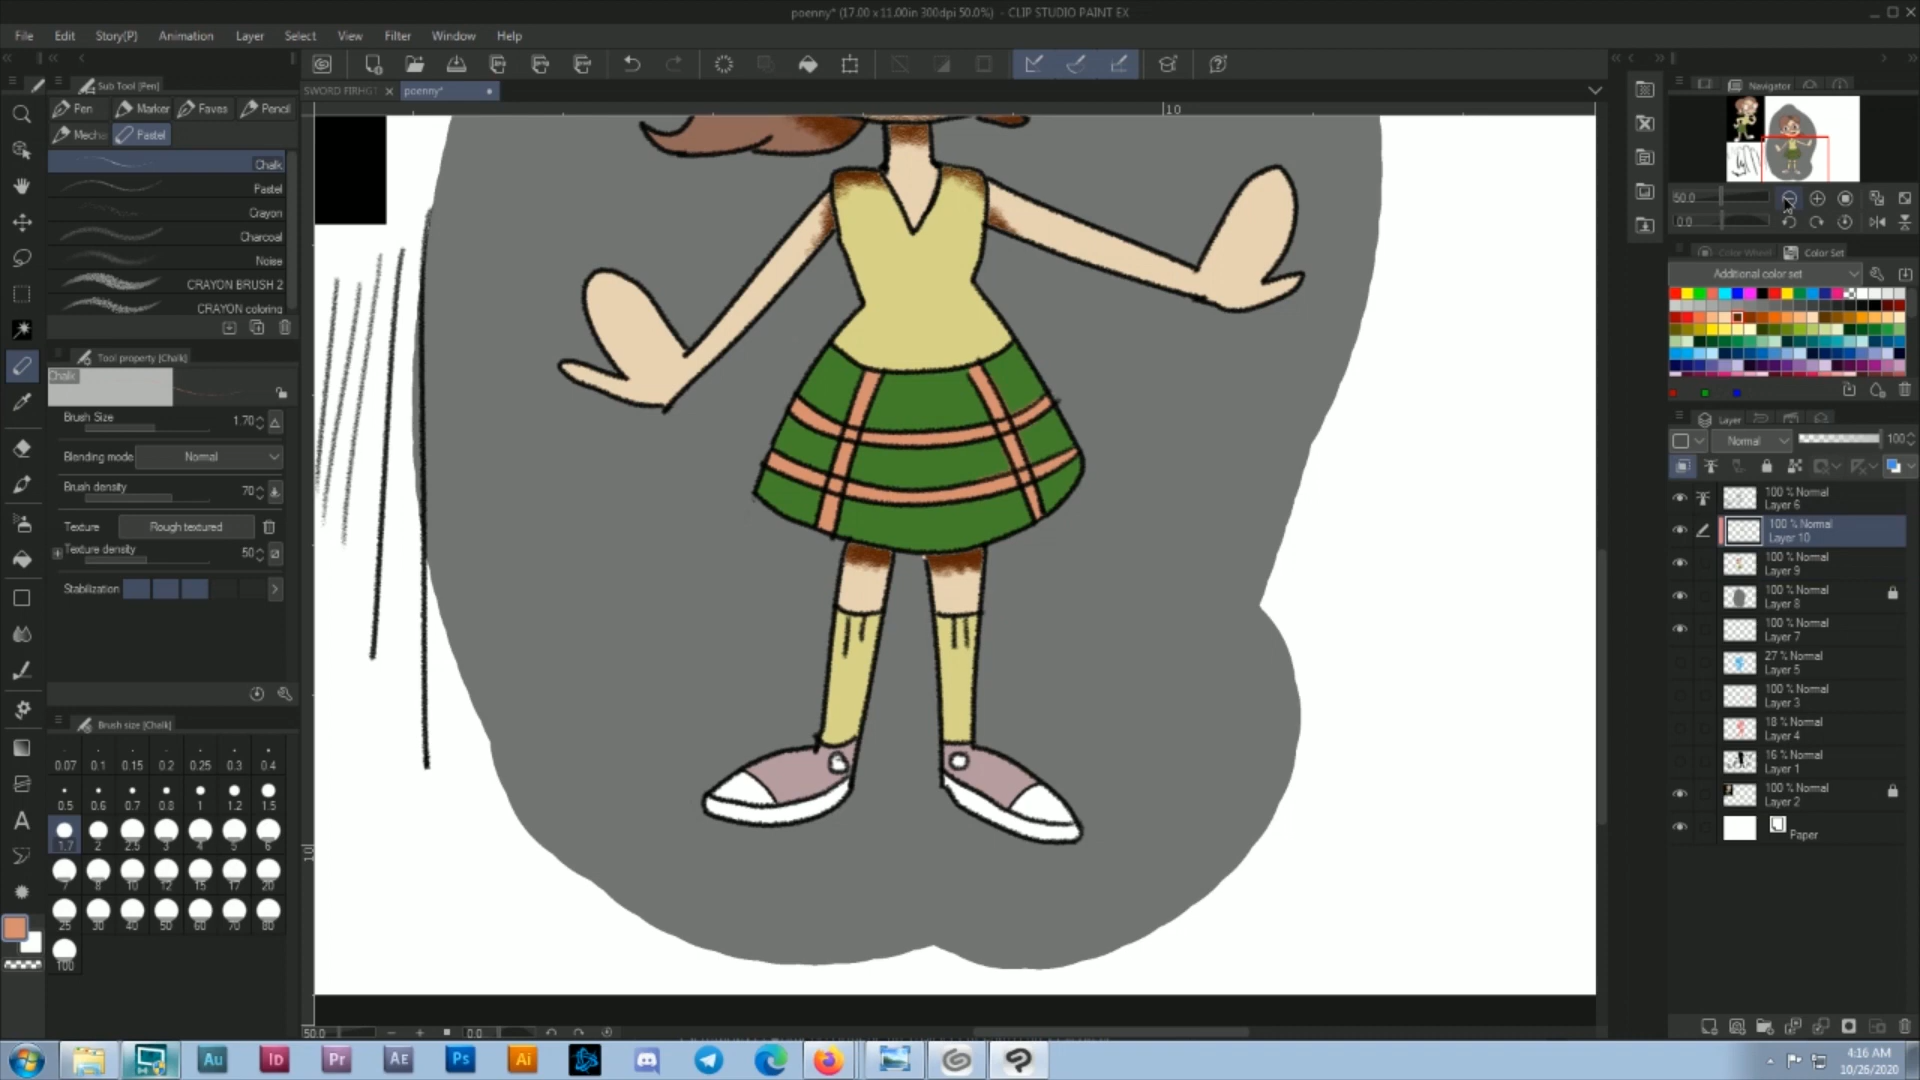 poenny* (17.00 x 11.00in 300dpi 50.0%) - CLIP STUDIO PAINT EX
File Edit Story(P) Animation Layer Select View Filter Window Help
Sub Tool [Pen]
Pen Marker Faves Pencil
Mecha Pastel
Chalk
Pastel
Crayon
Charcoal
Noise
CRAYON BRUSH 2
CRAYON coloring
Tool property [Chalk]
Chalk
Brush Size 1.70
Blending mode Normal
Brush density 70
Texture Rough textured
Texture density 50
Stabilization
Brush size [Chalk]
0.07 0.1 0.15 0.2 0.25 0.3 0.4
0.5 0.6 0.7 0.8 1 1.2 1.5
1.7 2 2.5 3 4 5 6
7 8 10 12 15 17 20
25 30 40 50 60 70 80
100
SWORD FIRHGT poenny*
10
10
50.0 0.0
Navigator
50.0
0.0
Color Wheel Color Set
Additional color set
Layer
Normal 100
100 % Normal
Layer 6
100 % Normal
Layer 10
100 % Normal
Layer 9
100 % Normal
Layer 8
100 % Normal
Layer 7
27 % Normal
Layer 5
100 % Normal
Layer 3
18 % Normal
Layer 4
16 % Normal
Layer 1
100 % Normal
Layer 2
Paper
Au Id Pr AE Ps Ai
4:16 AM
10/26/2020